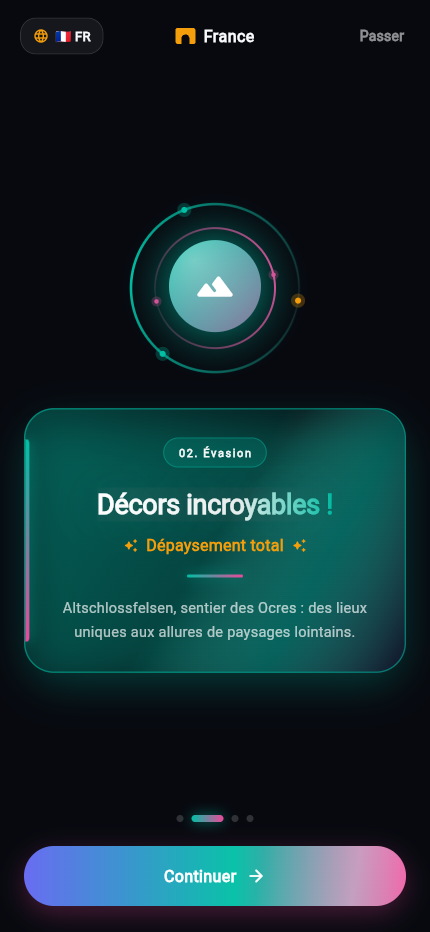 🇫🇷 FR
France
Passer
02. Évasion
Décors incroyables !
Dépaysement total
Altschlossfelsen, sentier des Ocres : des lieux
uniques aux allures de paysages lointains.
Continuer →